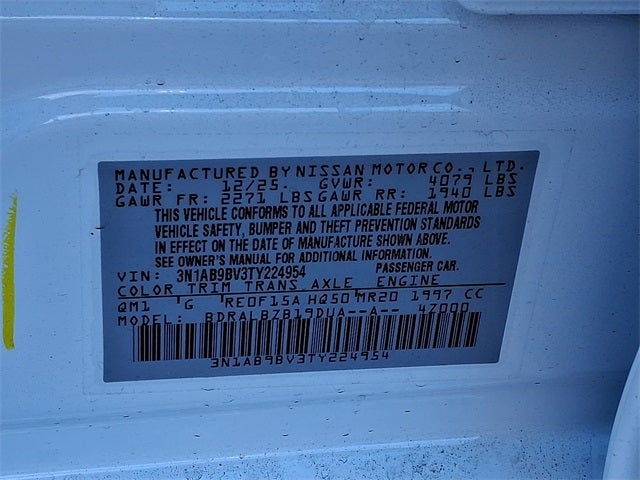 MANUFACTURED BY NISSAN MOTOR CO., LTD.
DATE: 12/25. GVWR: 4079 LBS
GAWR FR: 2271 LBS GAWR RR: 1940 LBS
THIS VEHICLE CONFORMS TO ALL APPLICABLE FEDERAL MOTOR
VEHICLE SAFETY, BUMPER AND THEFT PREVENTION STANDARDS
IN EFFECT ON THE DATE OF MANUFACTURE SHOWN ABOVE.
SEE OWNER'S MANUAL FOR ADDITIONAL INFORMATION.
VIN: 3N1AB9BV3TY224954 PASSENGER CAR.
COLOR TRIM TRANS AXLE ENGINE
QM1 G RE0F15A HQ50 MR20 1997 CC
MODEL: BDRALBZB19DUA--A-- 47000
3N1AB9BV3TY224954